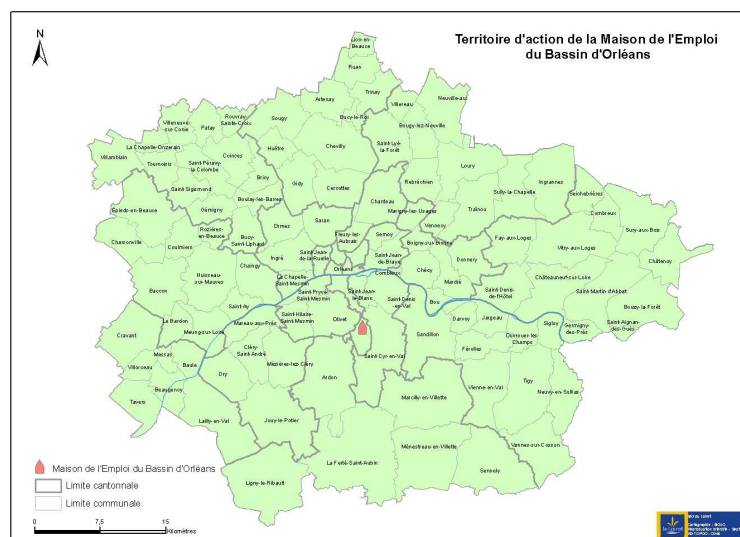 Territoire d'action de la Maison de l'Emploi
du Bassin d'Orléans
N
Lion-en-
Beauce
Ruan
Trinay
Artenay
Villereau
Neuville-aux
Rouvray-
Sainte-Croix
Sougy
Bucy-le-Roi
Bougy-lez-Neuville
Villeneuve-
sur-Conie
Patay
La Chapelle-Onzerain
Huêtre
Chevilly
Saint Lyé
la-Forêt
Villamblain
Tournoisis
Coinces
Saint-Péravy-
la-Colombe
Loury
Bricy
Gidy
Cercottes
Rebréchien
Ingrannes
Saint-Sigismond
Boulay-les-Barres
Chanteau
Sully-la-Chapelle
Seichebrières
Gémigny
Marigny-les-Usages
Traînou
Combreux
Épieds-en-Beauce
Rozières-
en-Beauce
Ormes
Saran
Vennecy
Sury-aux-Bois
Coulmiers
Bucy-
Saint-Liphard
Fleury-les-
Aubrais
Semoy
Boigny-sur-Bionne
Fay-aux-Loges
Charsonville
Ingré
Saint-Jean-
de-la-Ruelle
Saint-Jean-
de-Braye
Donnery
Vitry-aux-Loges
Châtenoy
Chaingy
Orléans
Combleux
Chécy
Huisseau-
sur-Mauves
La Chapelle-
Saint-Mesmin
Mardié
Châteauneuf-sur-Loire
Baccon
Saint-Pryvé-
Saint-Mesmin
Saint-Jean-
le-Blanc
Saint-Denis-
en-Val
Saint-Denis-
de-l'Hôtel
Saint-Martin-d'Abbat
Saint-Ay
Bou
Bouzy-la-Forêt
Le Bardon
Saint-Hilaire-
Saint-Mesmin
Olivet
Darvoy
Jargeau
Sigloy
Germigny-
des-Prés
Saint-Aignan-
des-Gués
Meung-sur-Loire
Mareau-aux-Prés
Sandillon
Ouvrouer-les-
Champs
Cravant
Cléry-
Saint-André
Saint-Cyr-en-Val
Férolles
Messas
Baule
Mézières-lez-Cléry
Villorceau
Dry
Ardon
Tigy
Beaugency
Marcilly-en-Villette
Vienne-en-Val
Neuvy-en-Sullias
Tavers
Lailly-en-Val
Jouy-le-Potier
Ménestreau-en-Villette
Vannes-sur-Cosson
La Ferté-Saint-Aubin
Sennely
Ligny-le-Ribault
Maison de l'Emploi du Bassin d'Orléans
Limite cantonnale
Limite communale
0 7,5 15
Kilomètres